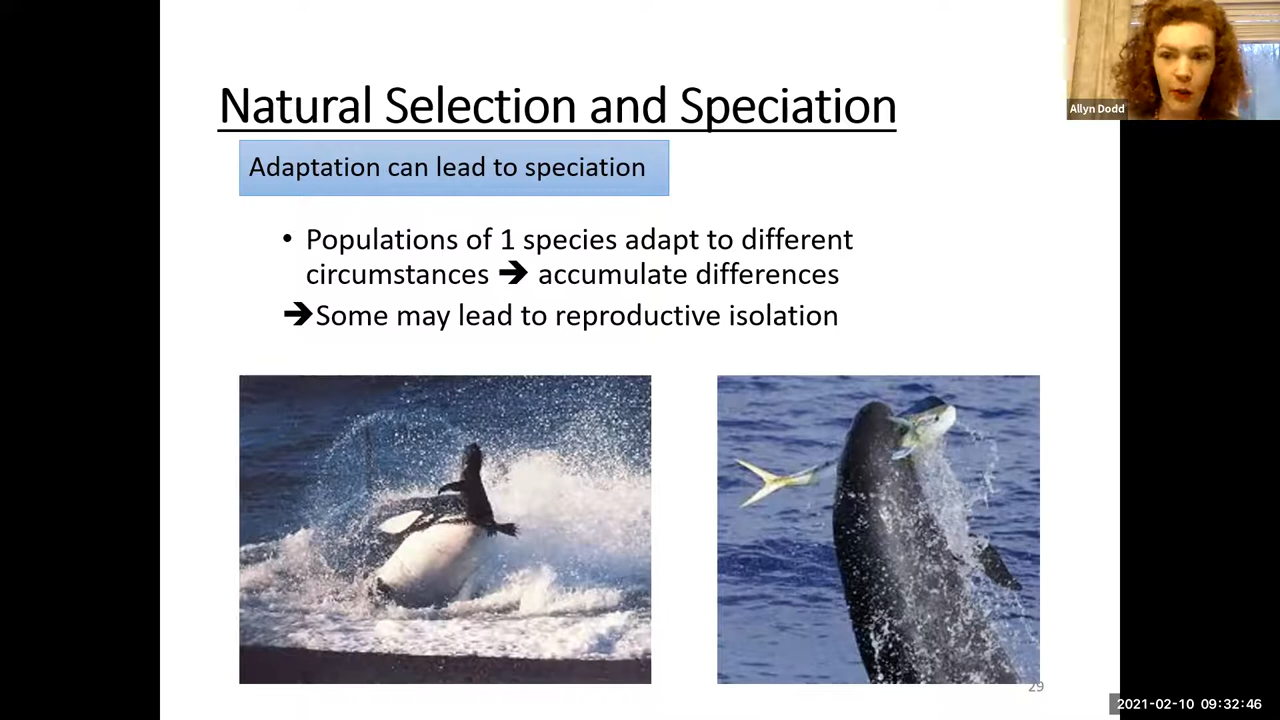 Natural Selection and Speciation
Allyn Dodd
Adaptation can lead to speciation
• Populations of 1 species adapt to different
circumstances ➔ accumulate differences
➔Some may lead to reproductive isolation
29
2021-02-10 09:32:46